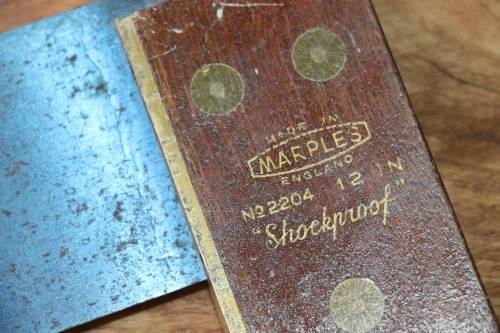 MADE IN
MARPLES
ENGLAND
No 2204 12 IN
"Shockproof"